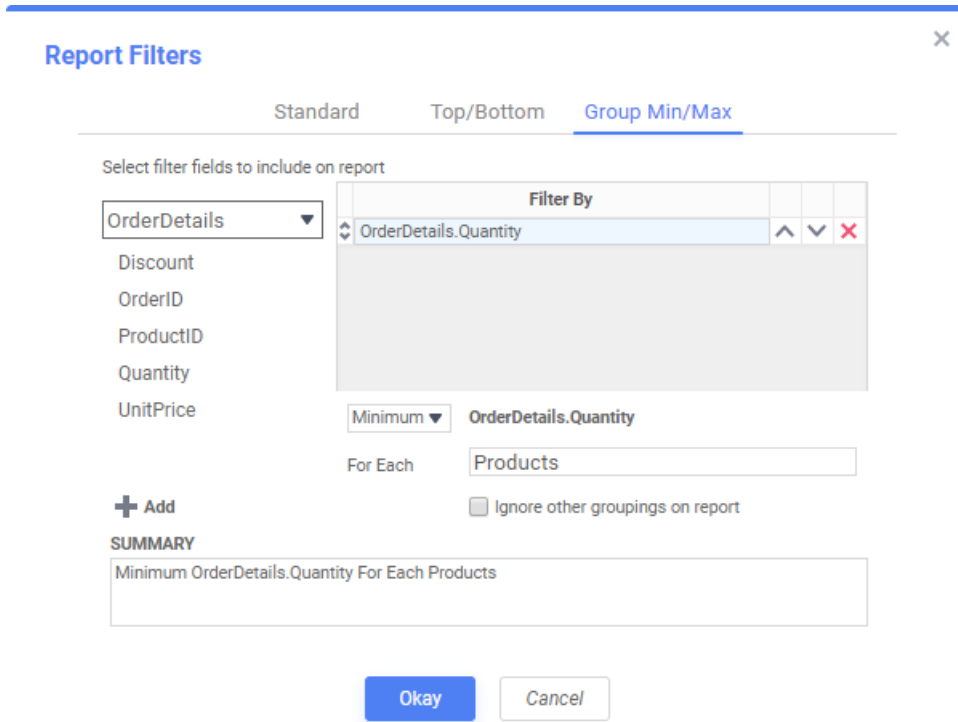 Report Filters
Standard Top/Bottom Group Min/Max
Select filter fields to include on report
Filter By
OrderDetails
OrderDetails.Quantity
Discount
OrderID
ProductID
Quantity
UnitPrice
Minimum OrderDetails.Quantity
For Each Products
Add
Ignore other groupings on report
SUMMARY
Minimum OrderDetails.Quantity For Each Products
Okay Cancel